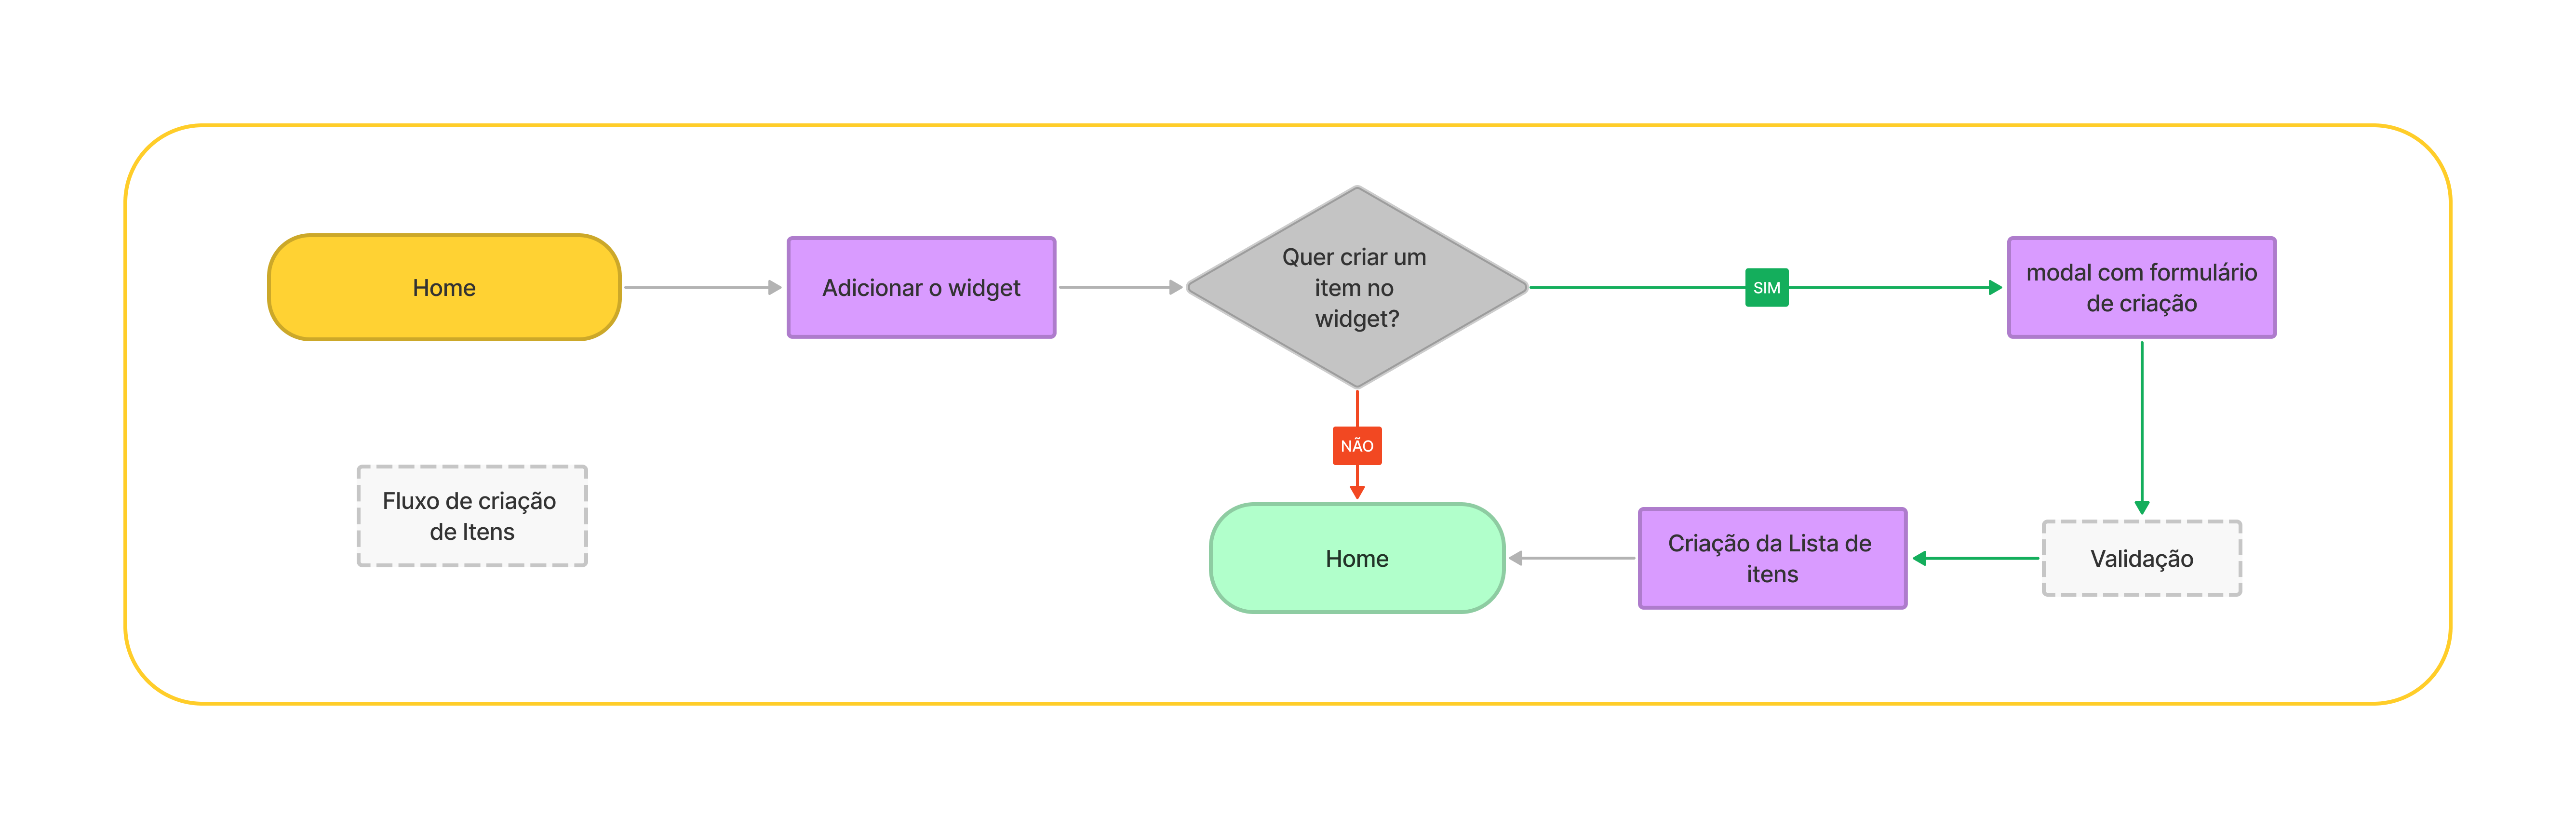 Home
Adicionar o widget
Quer criar um
item no
widget?
SIM
modal com formulário
de criação
NÃO
Fluxo de criação
de Itens
Home
Criação da Lista de
itens
Validação